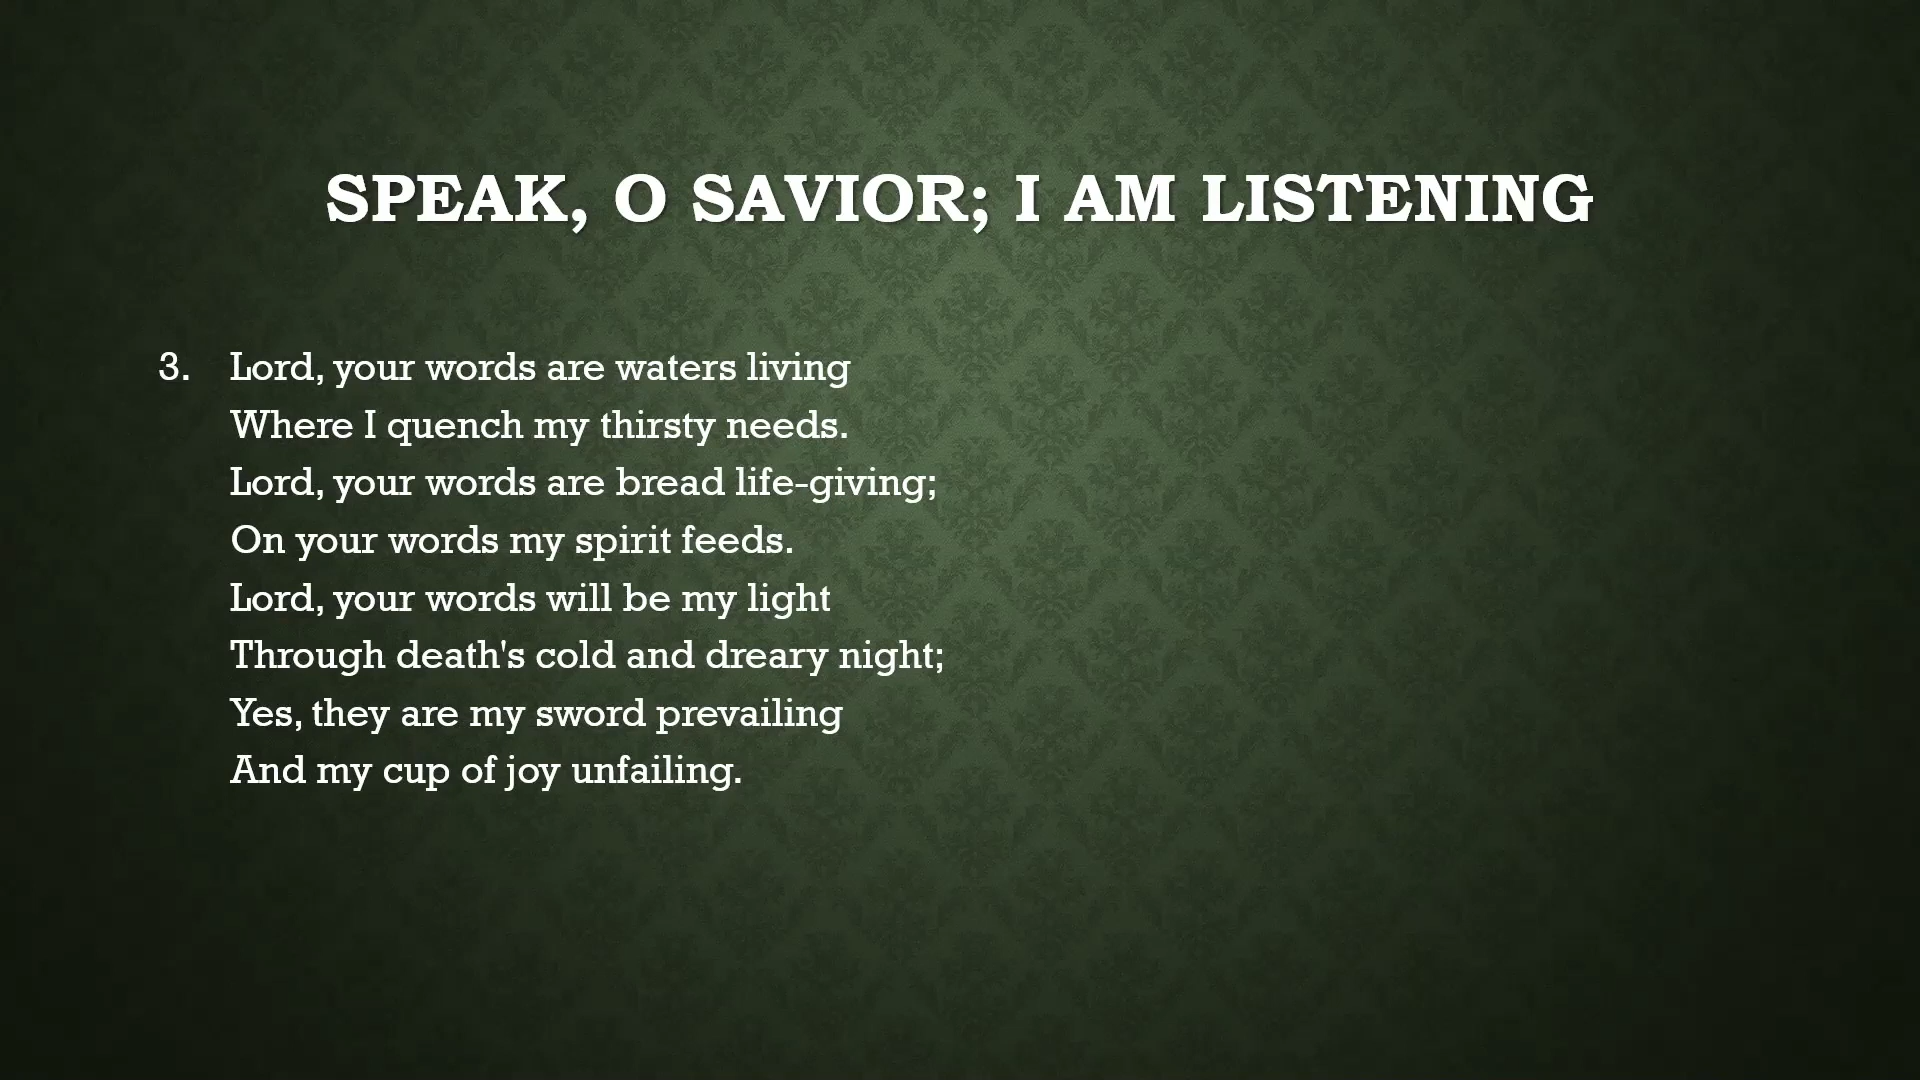 SPEAK, O SAVIOR; I AM LISTENING
3. Lord, your words are waters living
Where I quench my thirsty needs.
Lord, your words are bread life-giving;
On your words my spirit feeds.
Lord, your words will be my light
Through death's cold and dreary night;
Yes, they are my sword prevailing
And my cup of joy unfailing.